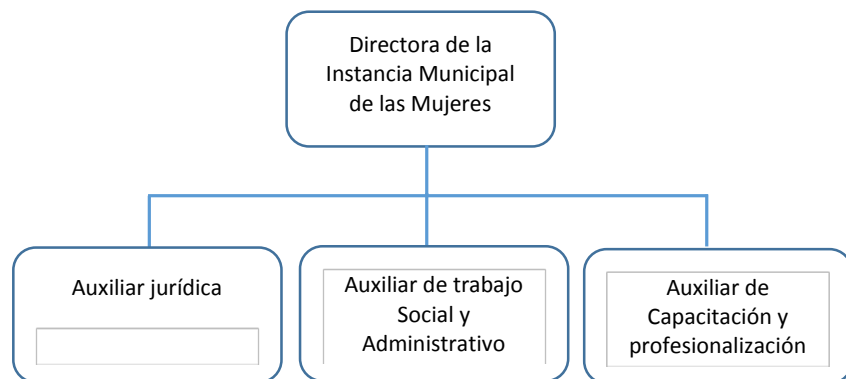 Directora de la
Instancia Municipal
de las Mujeres
Auxiliar jurídica
Auxiliar de trabajo
Social y
Administrativo
Auxiliar de
Capacitación y
profesionalización